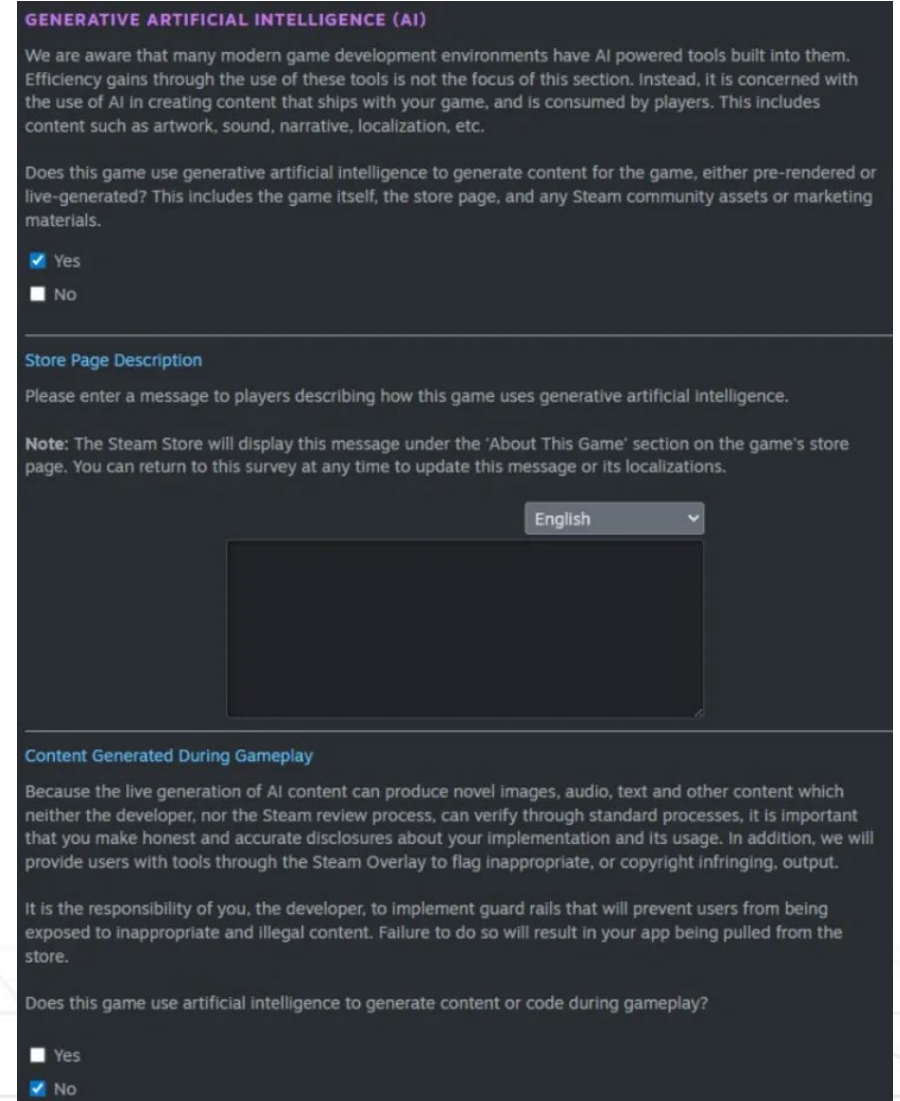 GENERATIVE ARTIFICIAL INTELLIGENCE (AI)
We are aware that many modern game development environments have AI powered tools built into them.
Efficiency gains through the use of these tools is not the focus of this section. Instead, it is concerned with
the use of AI in creating content that ships with your game, and is consumed by players. This includes
content such as artwork, sound, narrative, localization, etc.
Does this game use generative artificial intelligence to generate content for the game, either pre-rendered or
live-generated? This includes the game itself, the store page, and any Steam community assets or marketing
materials.
Yes
No
Store Page Description
Please enter a message to players describing how this game uses generative artificial intelligence.
Note: The Steam Store will display this message under the 'About This Game' section on the game's store
page. You can return to this survey at any time to update this message or its localizations.
English
Content Generated During Gameplay
Because the live generation of AI content can produce novel images, audio, text and other content which
neither the developer, nor the Steam review process, can verify through standard processes, it is important
that you make honest and accurate disclosures about your implementation and its usage. In addition, we will
provide users with tools through the Steam Overlay to flag inappropriate, or copyright infringing, output.
It is the responsibility of you, the developer, to implement guard rails that will prevent users from being
exposed to inappropriate and illegal content. Failure to do so will result in your app being pulled from the
store.
Does this game use artificial intelligence to generate content or code during gameplay?
Yes
No